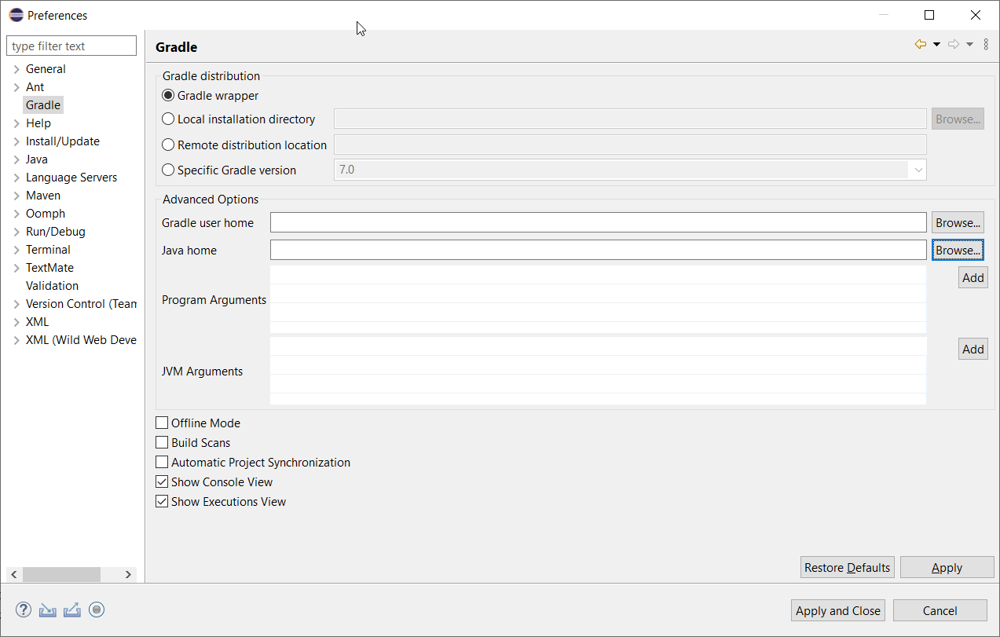 Preferences
type filter text
General
Ant
Gradle
Help
Install/Update
Java
Language Servers
Maven
Oomph
Run/Debug
Terminal
TextMate
Validation
Version Control (Team
XML
XML (Wild Web Deve
Gradle
Gradle distribution
Gradle wrapper
Local installation directory Browse...
Remote distribution location
Specific Gradle version 7.0
Advanced Options
Gradle user home Browse...
Java home Browse...
Program Arguments Add
JVM Arguments Add
Offline Mode
Build Scans
Automatic Project Synchronization
Show Console View
Show Executions View
Restore Defaults Apply
Apply and Close Cancel